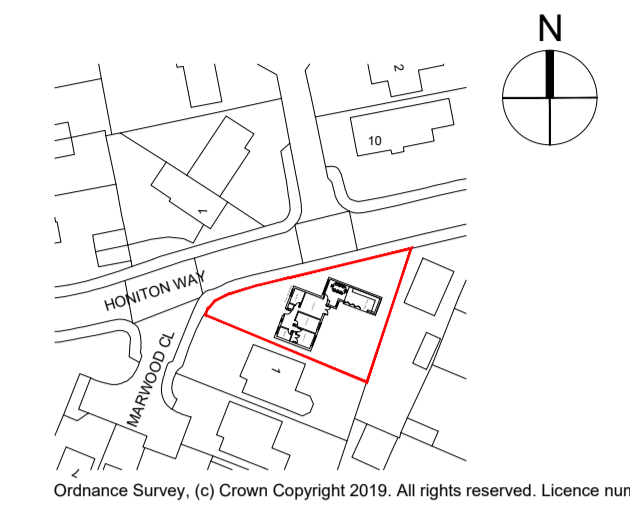 N
2
10
1
HONITON WAY
MARWOOD CL
1
Ordnance Survey, (c) Crown Copyright 2019. All rights reserved. Licence num